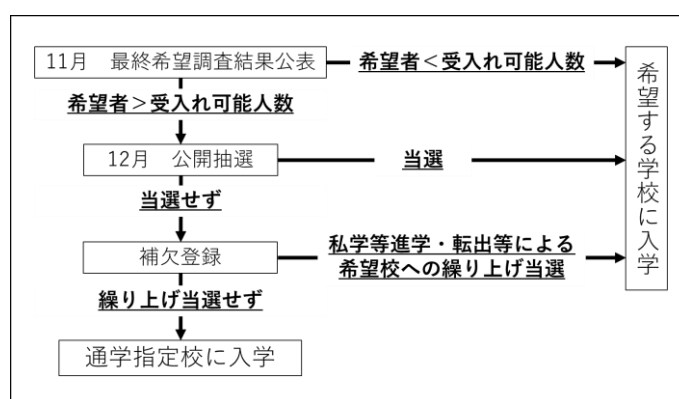 11月　最終希望調査結果公表
希望者＜受入れ可能人数
希望者＞受入れ可能人数
12月　公開抽選
当選
当選せず
補欠登録
私学等進学・転出等による
希望校への繰り上げ当選
繰り上げ当選せず
通学指定校に入学
希望する学校に入学